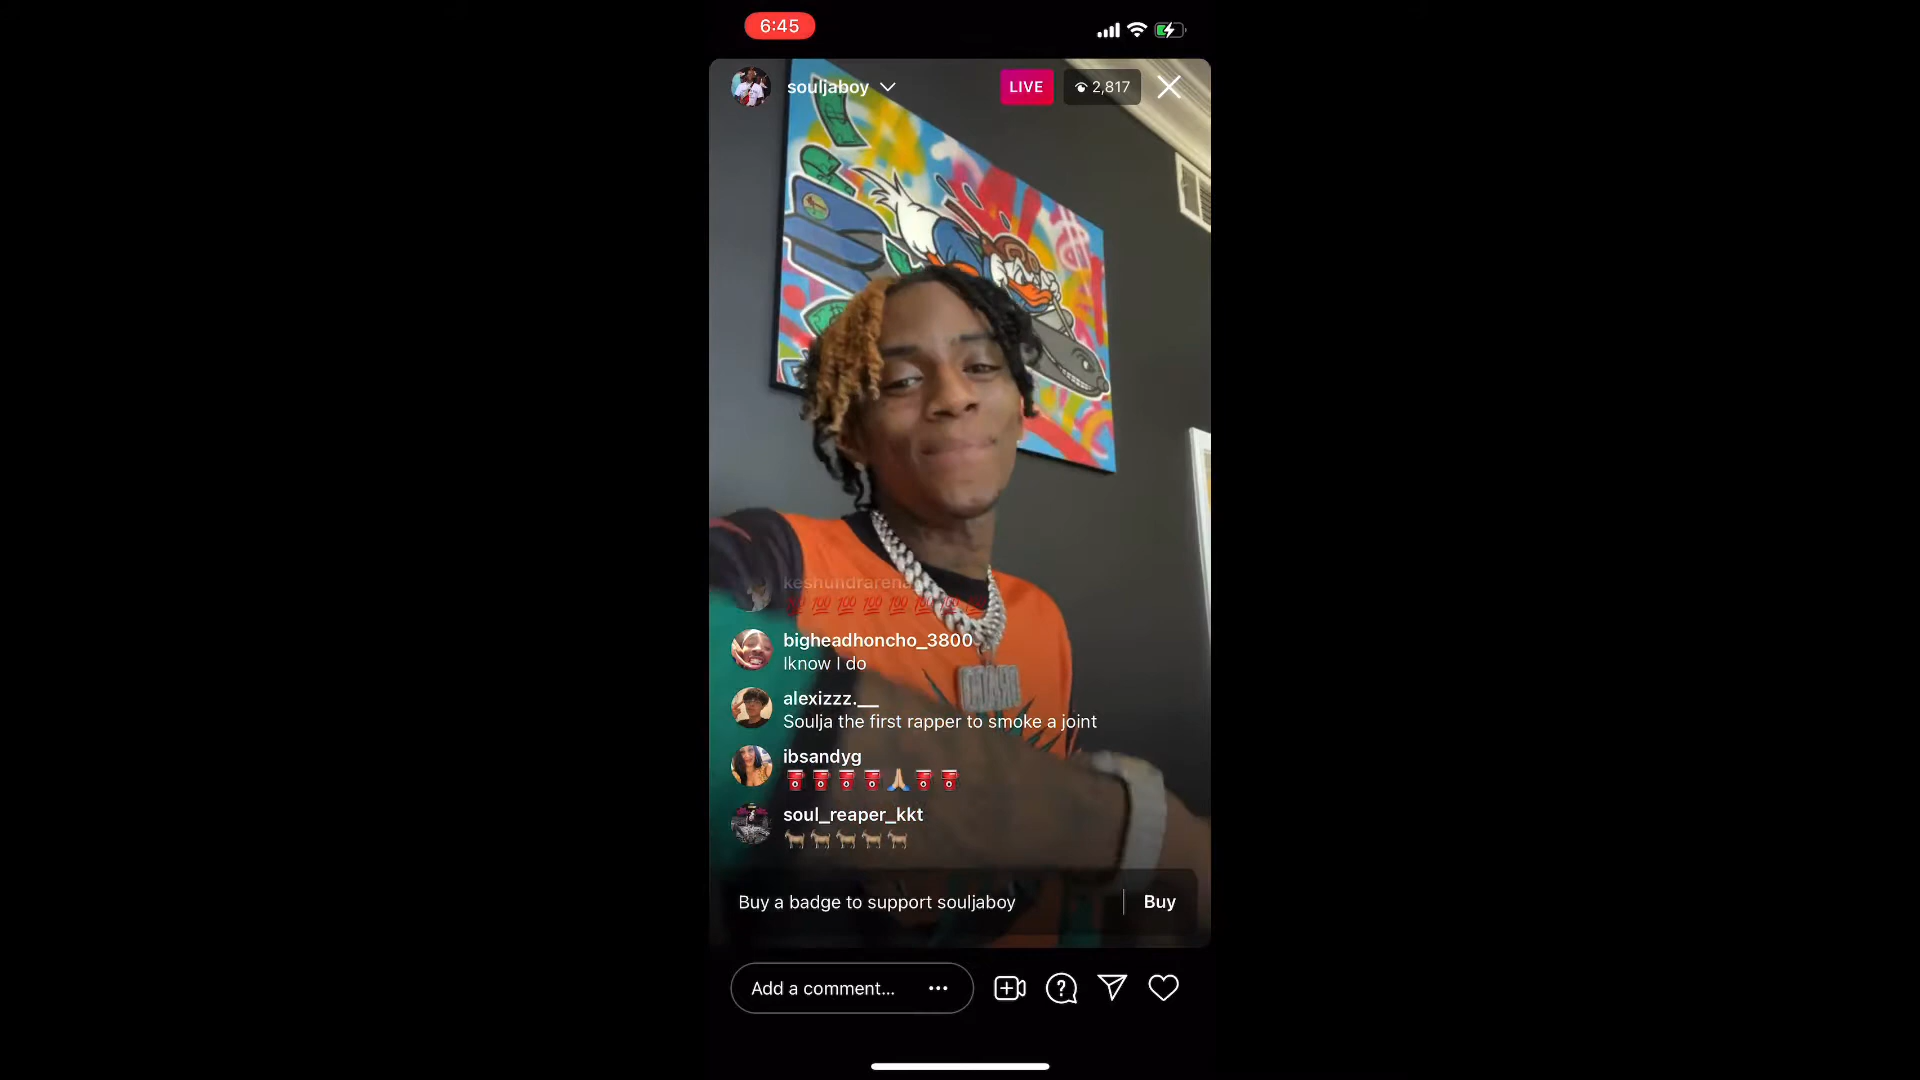 6:45
souljaboy
LIVE
2,817
keshundrarena
💯 💯 💯 💯 💯 💯 💯 💯
bigheadhoncho_3800
Iknow I do
alexizzz.__
Soulja the first rapper to smoke a joint
ibsandyg
soul_reaper_kkt
🐐🐐🐐🐐🐐
Buy a badge to support souljaboy
Buy
Add a comment...